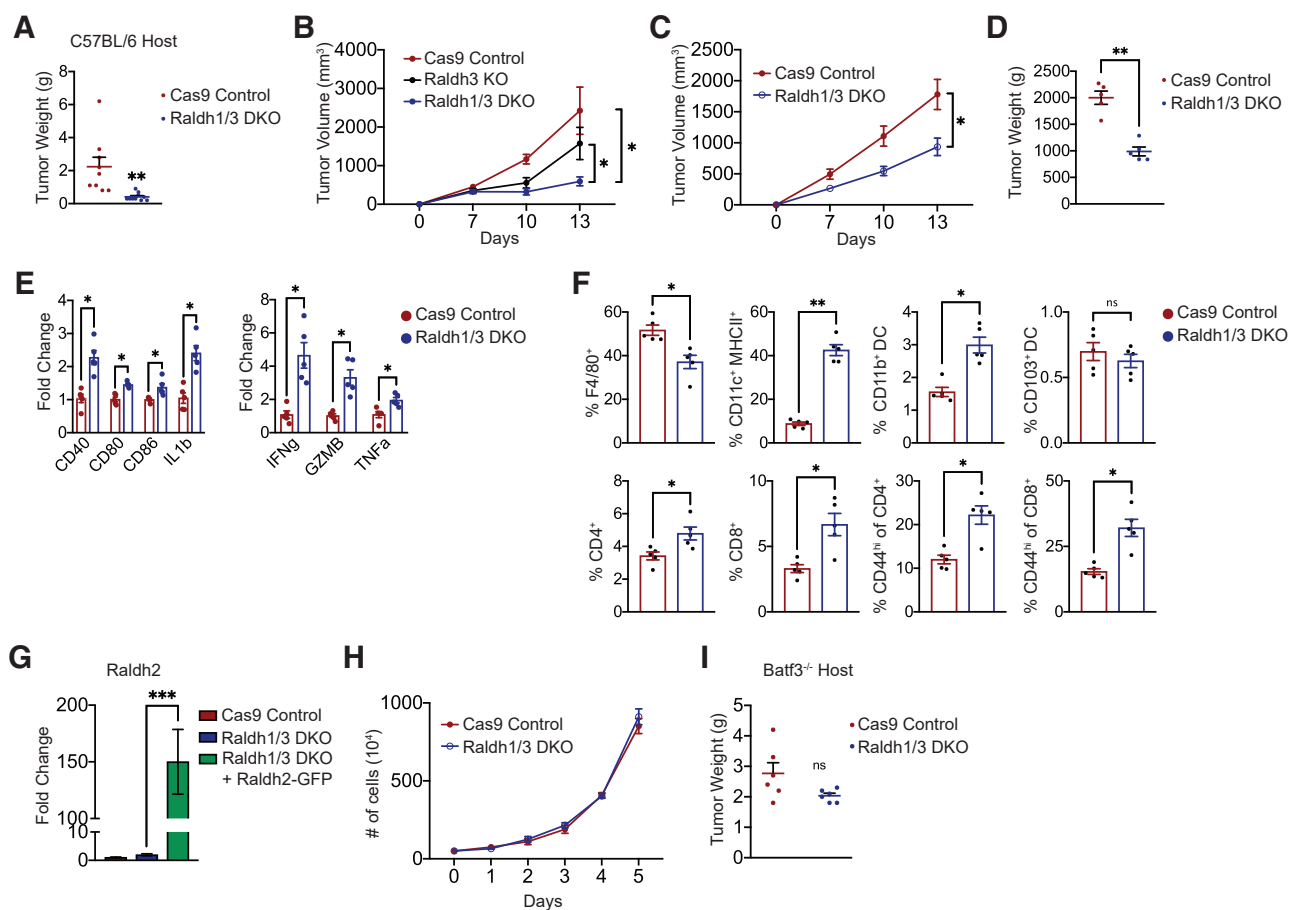 A
C57BL/6 Host
Tumor Weight (g)
8
6
4
2
0
**
Cas9 Control
Raldh1/3 DKO
B
Tumor Volume (mm³)
4000
3000
2000
1000
0
0 7 10 13
Days
Cas9 Control
Raldh3 KO
Raldh1/3 DKO
*
*
C
Tumor Volume (mm³)
2500
2000
1500
1000
500
0
0 7 10 13
Days
Cas9 Control
Raldh1/3 DKO
*
D
Tumor Weight (g)
2500
2000
1500
1000
500
0
**
Cas9 Control
Raldh1/3 DKO
E
Fold Change
4
3
2
1
0
* * * *
CD40 CD80 CD86 IL1b
Fold Change
8
6
4
2
0
* * *
IFNg GZMB TNFa
Cas9 Control
Raldh1/3 DKO
F
% F4/80⁺
60
40
20
0
*
% CD11c⁺ MHCII⁺
60
40
20
0
**
% CD11b⁺ DC
4
3
2
1
0
*
% CD103⁺ DC
1.0
0.5
0.0
ns
Cas9 Control
Raldh1/3 DKO
% CD4⁺
8
6
4
2
0
*
% CD8⁺
10
5
0
*
% CD44ʰⁱ of CD4⁺
30
20
10
0
*
% CD44ʰⁱ of CD8⁺
50
25
0
*
G
Raldh2
Fold Change
200
150
100
10
0
***
Cas9 Control
Raldh1/3 DKO
Raldh1/3 DKO
+ Raldh2-GFP
H
# of cells (10⁴)
1000
500
0
0 1 2 3 4 5
Days
Cas9 Control
Raldh1/3 DKO
I
Batf3⁻/⁻ Host
Tumor Weight (g)
5
4
3
2
1
0
ns
Cas9 Control
Raldh1/3 DKO